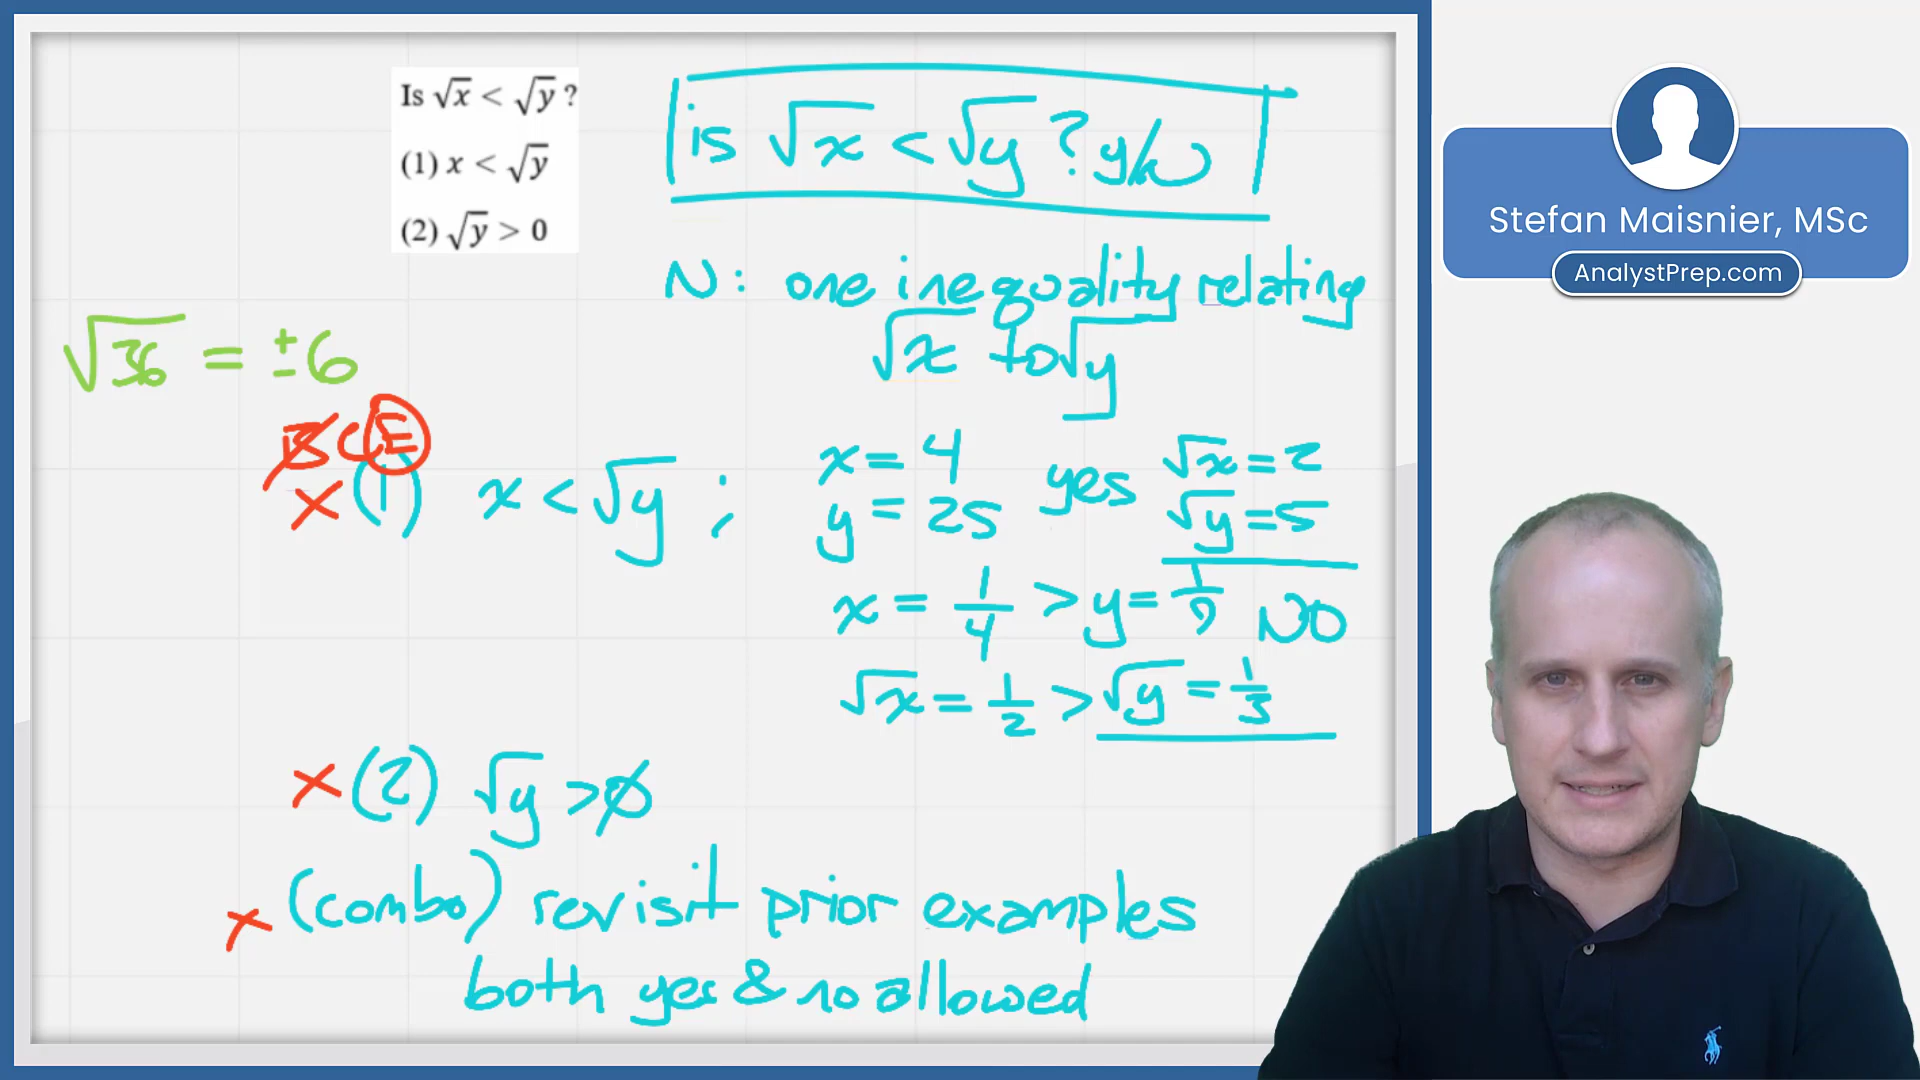 Is √x < √y ?
(1) x < √y
(2) √y > 0
is √x < √y ? y/N
N: one inequality relating
√x to √y
√36 = ±6
B C E
× (1) x < √y ;
x = 4
y = 25
yes
√x = 2
√y = 5
x = 1/4 > y = 1/9 NO
√x = 1/2 > √y = 1/3
× (2) √y > 0
× (combo) revisit prior examples
both yes & no allowed
Stefan Maisnier, MSc
AnalystPrep.com